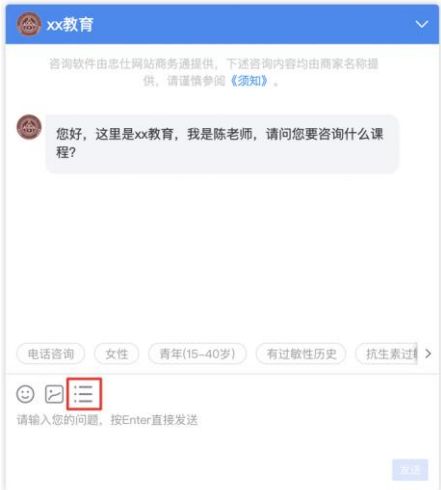 xx教育
咨询软件由忠仕网站商务通提供，下述咨询内容均由商家名称提
供，请谨慎参阅《须知》。
您好，这里是xx教育，我是陈老师，请问您要咨询什么课
程？
电话咨询 女性 青年(15-40岁) 有过敏性历史 抗生素过
请输入您的问题，按Enter直接发送
发送